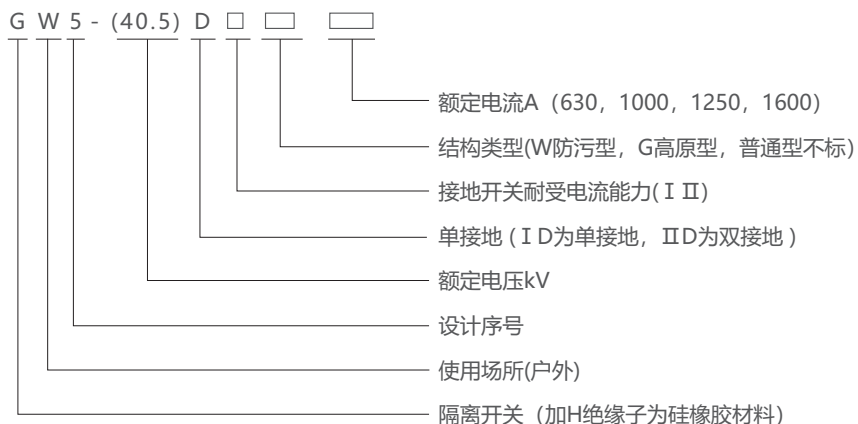 G W 5 - (40.5) D □ □ □
额定电流A（630，1000，1250，1600）
结构类型(W防污型，G高原型，普通型不标)
接地开关耐受电流能力(Ⅰ Ⅱ)
单接地 (ⅠD为单接地，ⅡD为双接地 )
额定电压kV
设计序号
使用场所(户外)
隔离开关（加H绝缘子为硅橡胶材料）